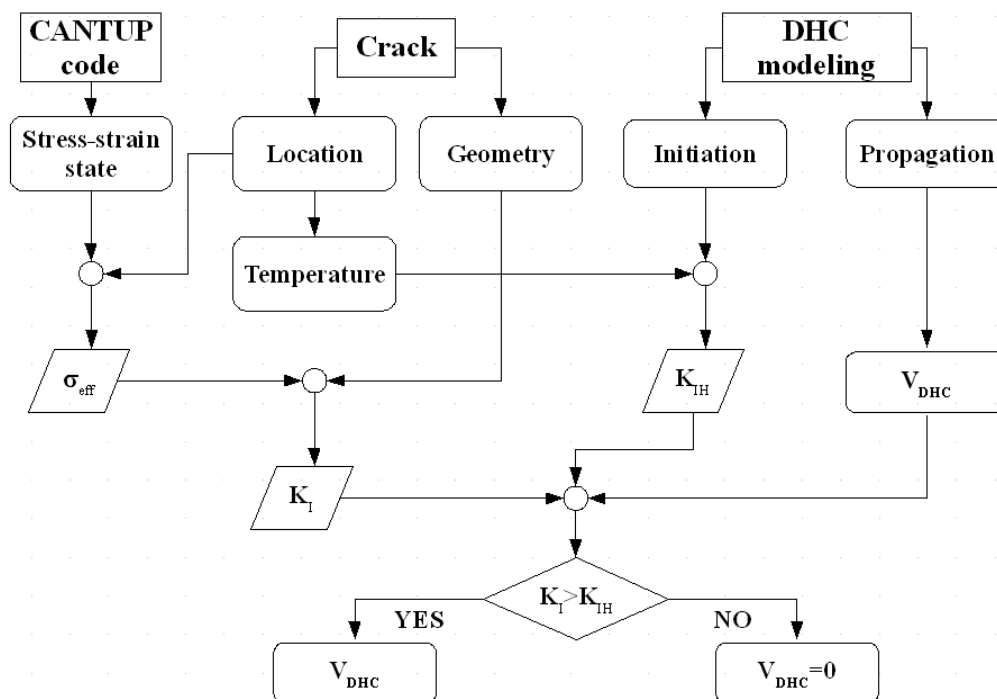 CANTUP
code
Crack
DHC
modeling
Stress-strain
state
Location
Geometry
Initiation
Propagation
Temperature
σeff
KIH
VDHC
KI
KI>KIH
YES
NO
VDHC
VDHC=0